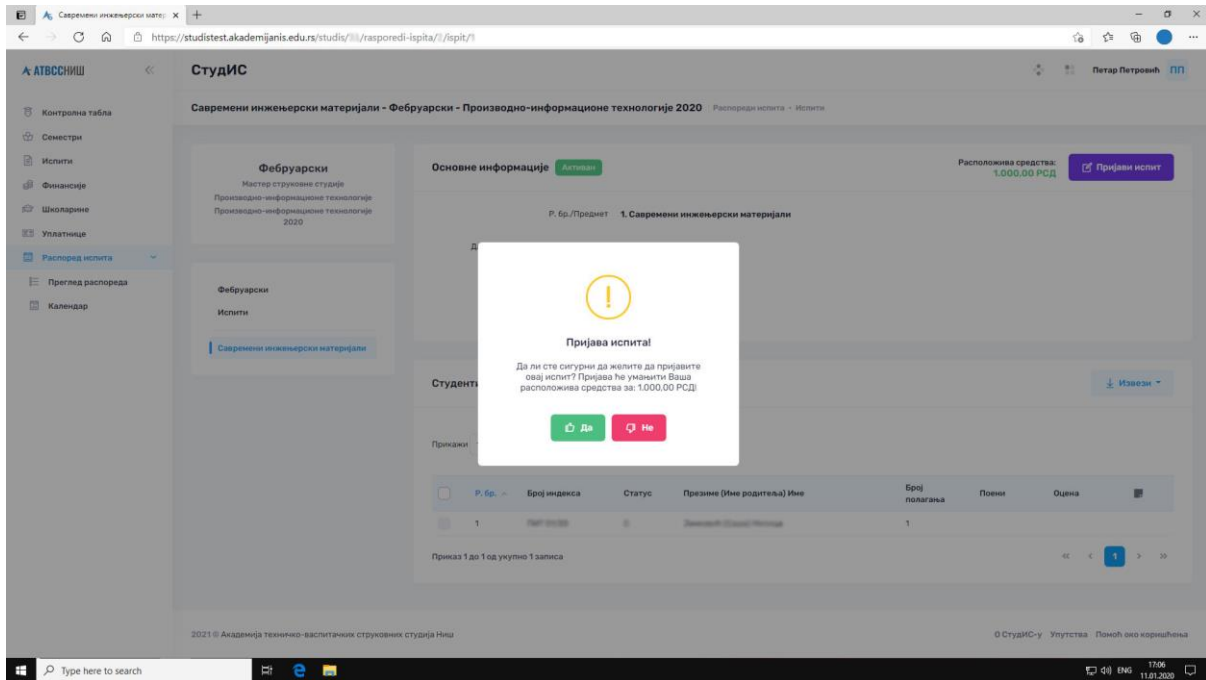 Савремени инжењерски матер
https://studistest.akademijanis.edu.rs/studis/ /rasporedi-ispita/ /ispit/
АТВССНИШ
СтудИС
Петар Петровић ПП
Савремени инжењерски материјали - Фебруарски - Производно-информационе технологије 2020 Распореди испита - Испити
Контролна табла
Семестри
Испити
Финансије
Школарине
Уплатнице
Распоред испита
Преглед распореда
Календар
Фебруарски
Мастер струковне студије
Производно-информационе технологије
Производно-информационе технологије
2020
Фебруарски
Испити
Савремени инжењерски материјали
Основне информације Активан
Расположива средства:
1.000,00 РСД
Пријави испит
Р. бр./Предмет 1. Савремени инжењерски материјали
Пријава испита!
Да ли сте сигурни да желите да пријавите
овај испит? Пријава ће умањити Ваша
расположива средства за: 1.000,00 РСД!
Да Не
Студенти
Извези
Прикажи
Р. бр. Број индекса Статус Презиме (Име родитеља) Име Број полагања Поени Оцена
1 1
Приказ 1 до 1 од укупно 1 записа
1
2021 © Академија техничко-васпитачких струковних студија Ниш
О СтудИС-у Упутства Помоћ око коришћења
Type here to search
ENG
17:06
11.01.2020